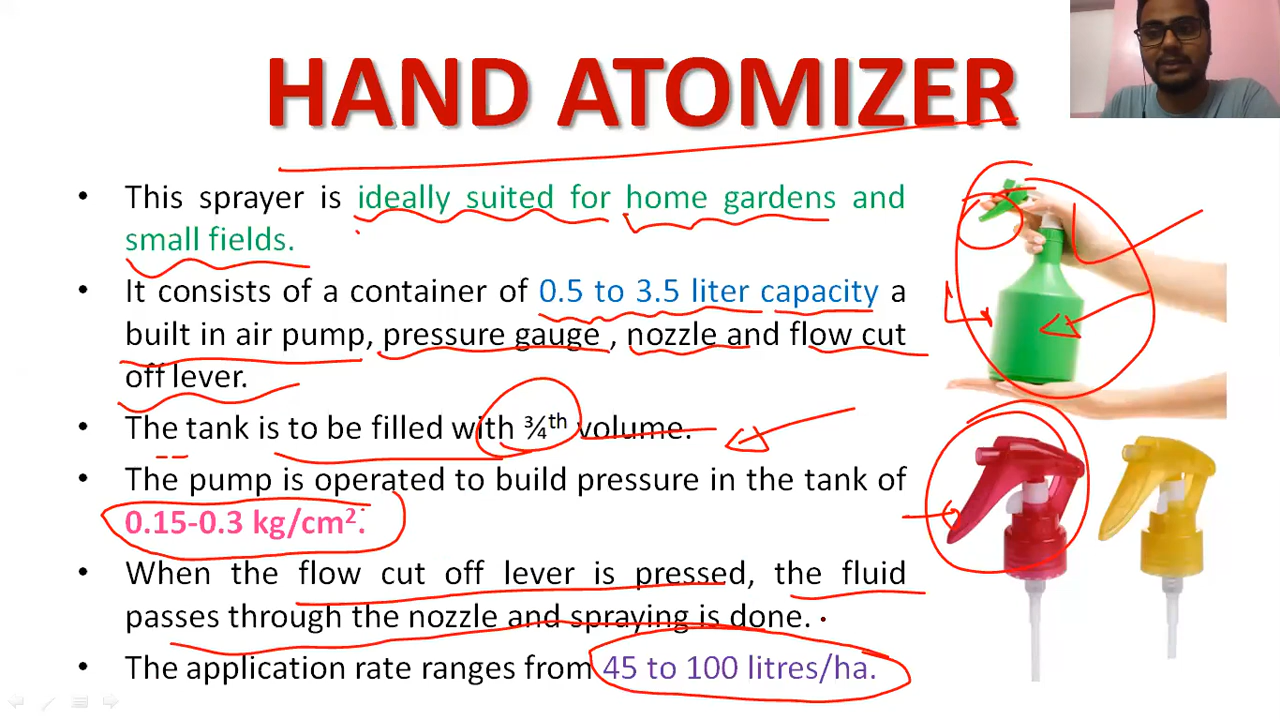 HAND ATOMIZER
• This sprayer is ideally suited for home gardens and
small fields.
• It consists of a container of 0.5 to 3.5 liter capacity a
built in air pump, pressure gauge , nozzle and flow cut
off lever.
• The tank is to be filled with ¾th volume.
• The pump is operated to build pressure in the tank of
0.15-0.3 kg/cm².
• When the flow cut off lever is pressed, the fluid
passes through the nozzle and spraying is done.
• The application rate ranges from 45 to 100 litres/ha.